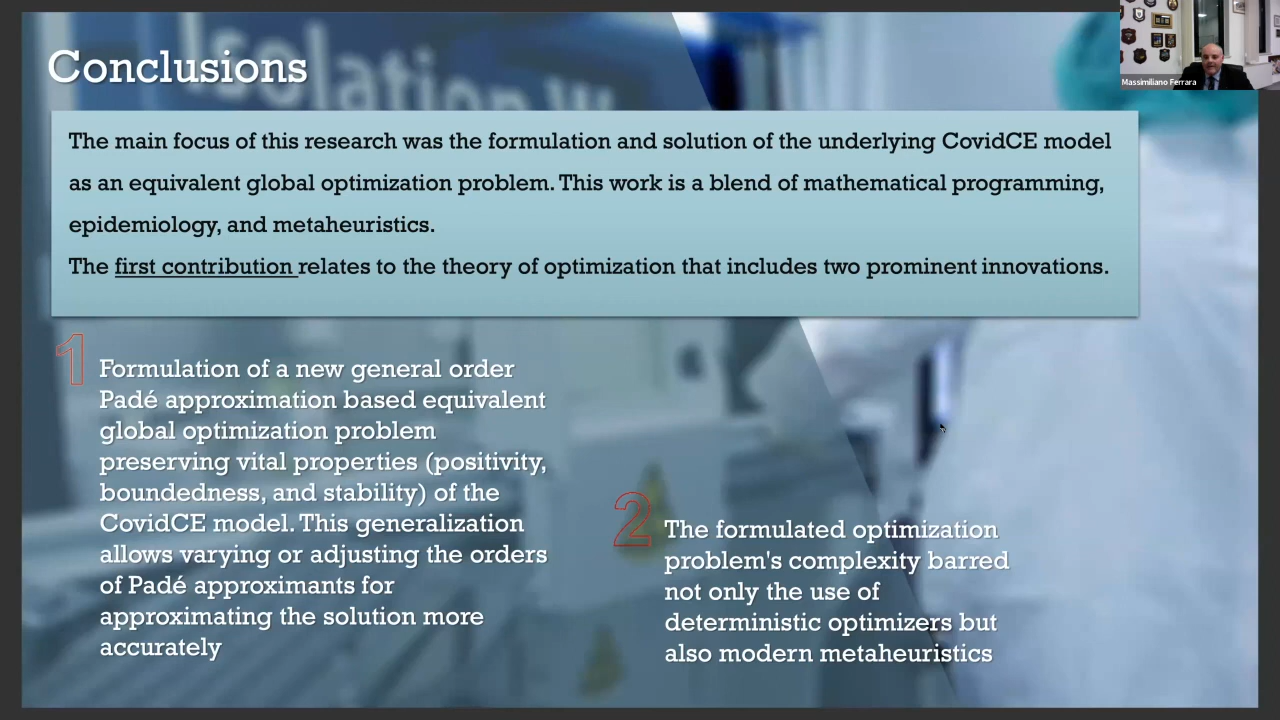 Conclusions
Massimiliano Ferrara
The main focus of this research was the formulation and solution of the underlying CovidCE model
as an equivalent global optimization problem. This work is a blend of mathematical programming,
epidemiology, and metaheuristics.
The first contribution relates to the theory of optimization that includes two prominent innovations.
1
Formulation of a new general order
Padé approximation based equivalent
global optimization problem
preserving vital properties (positivity,
boundedness, and stability) of the
CovidCE model. This generalization
allows varying or adjusting the orders
of Padé approximants for
approximating the solution more
accurately
2
The formulated optimization
problem's complexity barred
not only the use of
deterministic optimizers but
also modern metaheuristics